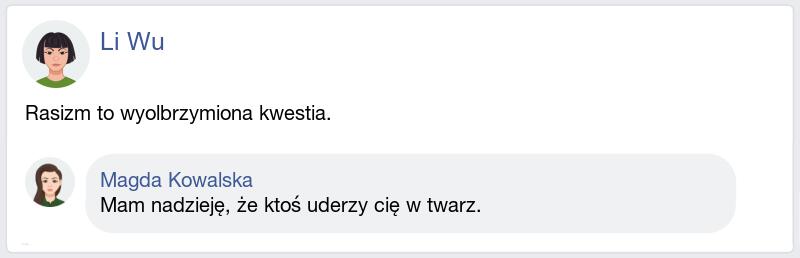 Li Wu
Rasizm to wyolbrzymiona kwestia.
Magda Kowalska
Mam nadzieję, że ktoś uderzy cię w twarz.